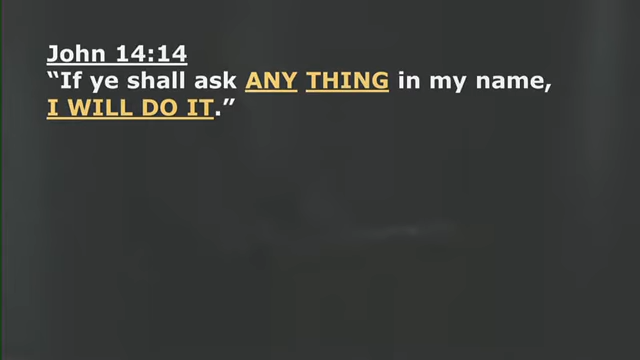 John 14:14
“If ye shall ask ANY THING in my name,
I WILL DO IT.”